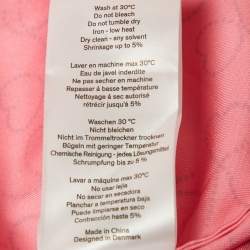 Wash at 30°C
Do not bleach
Do not tumble dry
Iron - low heat
Dry clean - any solvent
Shrinkage up to 5%
Laver en machine max 30°C
Eau de javel interdite
Ne pas secher en machine
Repasser á basse température
Nettoyage á sec autorisé
rétrécir jusqu'á 5%
Waschen 30 °C
Nicht bleichen
Nicht im Trommeltrockner trocknen
Bügeln - niedrige Temperatur
Chemische Reinigung - jedes Lösungsmittel
Schrumpfung bis zu 5 %
Lavar a máquina max 30°C
No usar lejía
No secar en secadora
Planchar a temperatura baja
Puede limpiarse en seco
Contracción hasta 5%
Made in China
Designed in Denmark